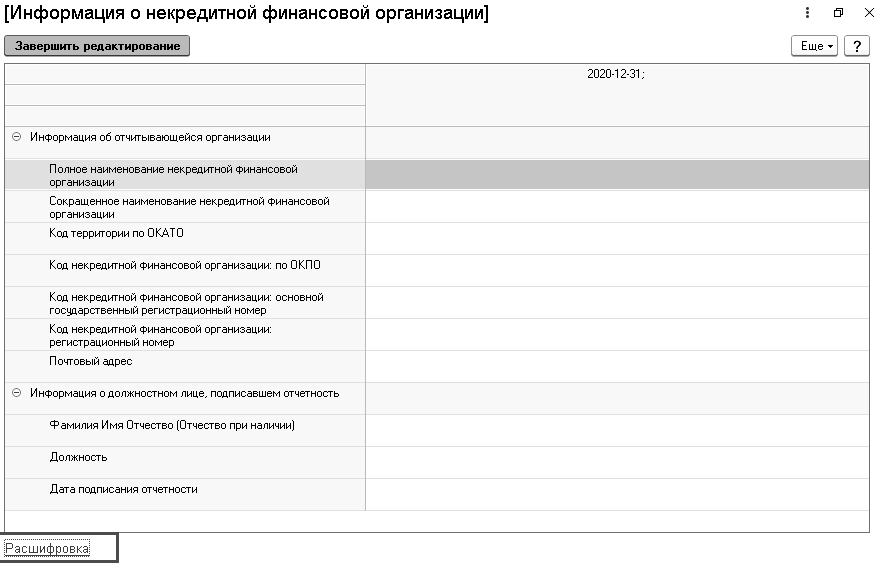 [Информация о некредитной финансовой организации]
Завершить редактирование
Еще
?
2020-12-31;
Информация об отчитывающейся организации
Полное наименование некредитной финансовой
организации
Сокращенное наименование некредитной финансовой
организации
Код территории по ОКАТО
Код некредитной финансовой организации: по ОКПО
Код некредитной финансовой организации: основной
государственный регистрационный номер
Код некредитной финансовой организации:
регистрационный номер
Почтовый адрес
Информация о должностном лице, подписавшем отчетность
Фамилия Имя Отчество (Отчество при наличии)
Должность
Дата подписания отчетности
Расшифровка